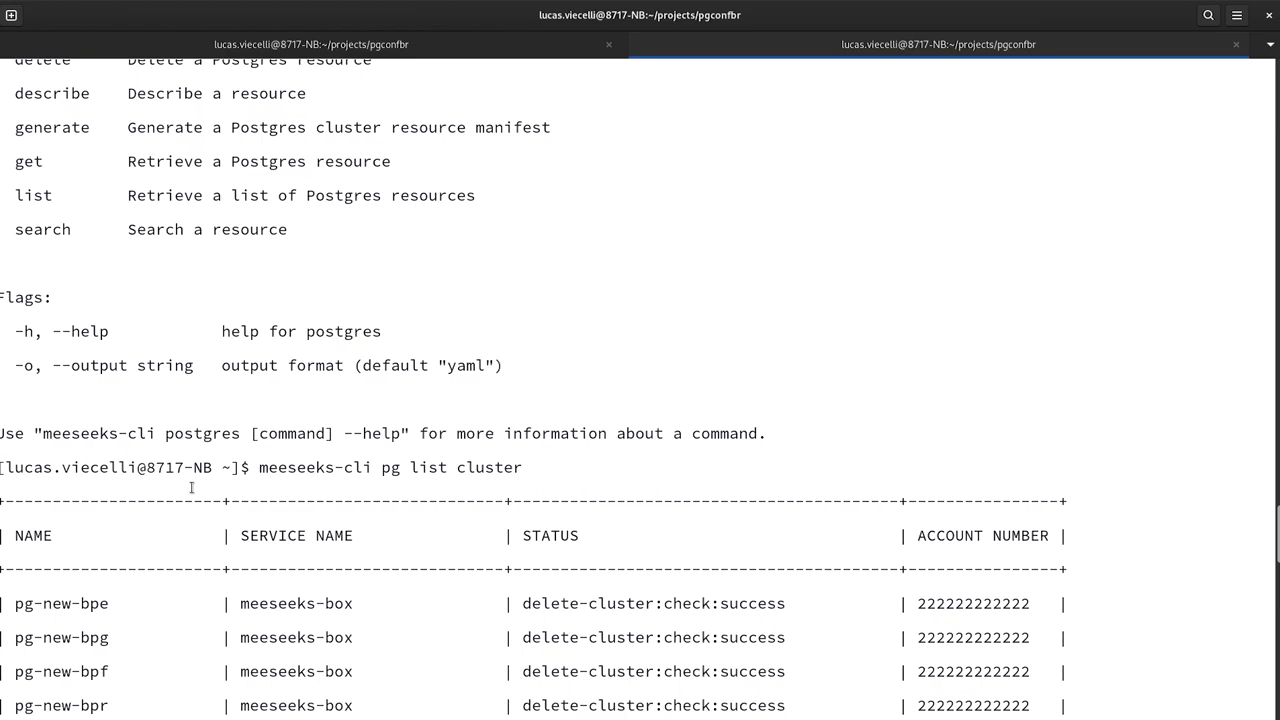 lucas.viecelli@8717-NB:~/projects/pgconfbr
lucas.viecelli@8717-NB:~/projects/pgconfbr × lucas.viecelli@8717-NB:~/projects/pgconfbr ×
delete Delete a Postgres resource
describe Describe a resource
generate Generate a Postgres cluster resource manifest
get Retrieve a Postgres resource
list Retrieve a list of Postgres resources
search Search a resource
Flags:
-h, --help help for postgres
-o, --output string output format (default "yaml")
Use "meeseeks-cli postgres [command] --help" for more information about a command.
[lucas.viecelli@8717-NB ~]$ meeseeks-cli pg list cluster
+-----------------------+-----------------------------+-----------------------------------------+----------------+
| NAME | SERVICE NAME | STATUS | ACCOUNT NUMBER |
+-----------------------+-----------------------------+-----------------------------------------+----------------+
| pg-new-bpe | meeseeks-box | delete-cluster:check:success | 222222222222 |
| pg-new-bpg | meeseeks-box | delete-cluster:check:success | 222222222222 |
| pg-new-bpf | meeseeks-box | delete-cluster:check:success | 222222222222 |
| pg-new-bpr | meeseeks-box | delete-cluster:check:success | 222222222222 |